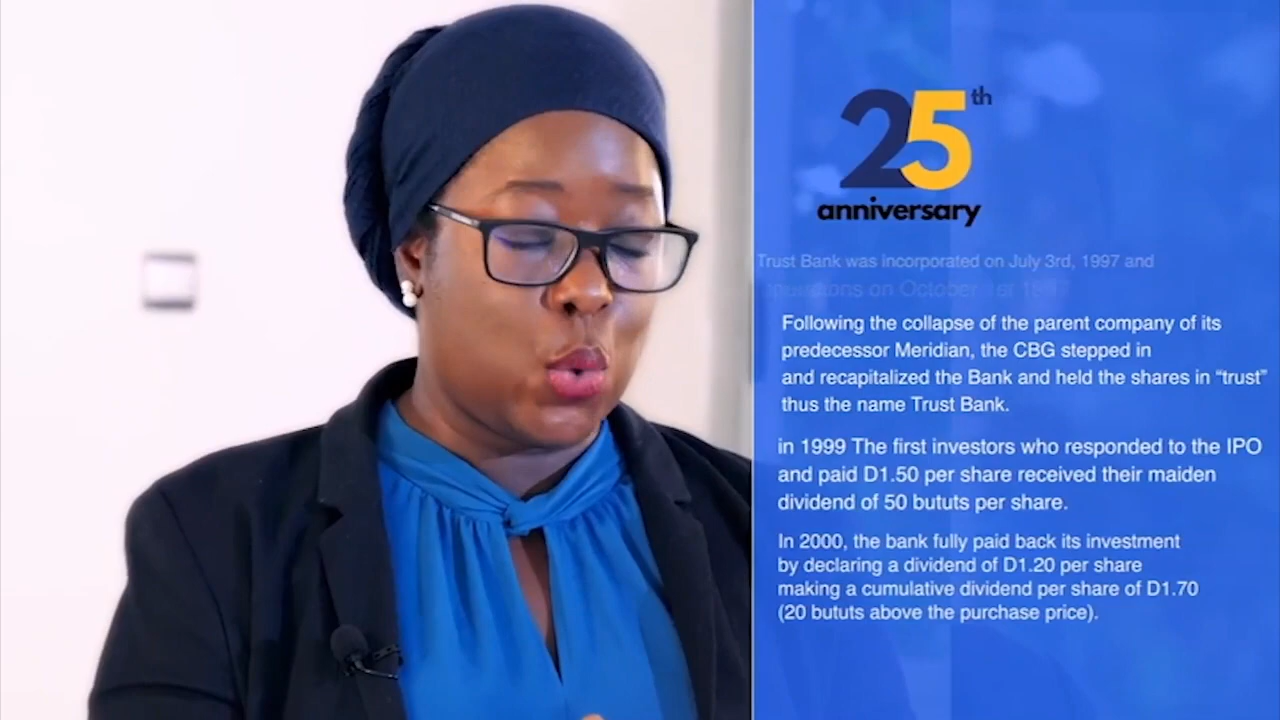 25th
anniversary
Trust Bank was incorporated on July 3rd, 1997 and
on October 1st
Following the collapse of the parent company of its
predecessor Meridian, the CBG stepped in
and recapitalized the Bank and held the shares in “trust”
thus the name Trust Bank.
in 1999 The first investors who responded to the IPO
and paid D1.50 per share received their maiden
dividend of 50 bututs per share.
In 2000, the bank fully paid back its investment
by declaring a dividend of D1.20 per share
making a cumulative dividend per share of D1.70
(20 bututs above the purchase price).